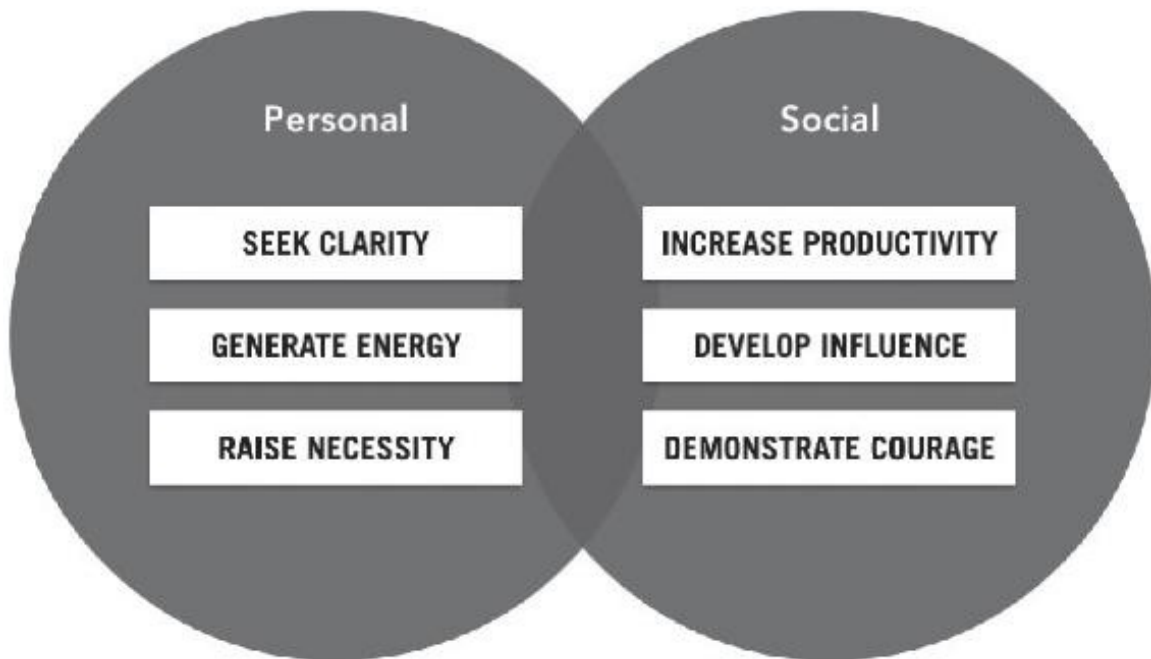 Personal
SEEK CLARITY
GENERATE ENERGY
RAISE NECESSITY
Social
INCREASE PRODUCTIVITY
DEVELOP INFLUENCE
DEMONSTRATE COURAGE